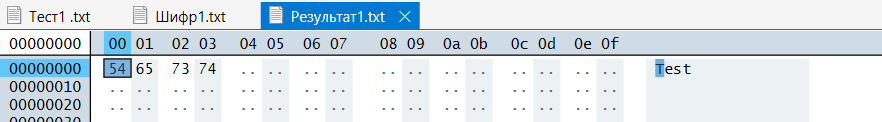 Тест1 .txt Шифр1.txt Результат1.txt
00000000 00 01 02 03 04 05 06 07 08 09 0a 0b 0c 0d 0e 0f
00000000 54 65 73 74 .. .. .. .. .. .. .. .. .. .. .. .. Test
00000010 .. .. .. .. .. .. .. .. .. .. .. .. .. .. .. ..
00000020 .. .. .. .. .. .. .. .. .. .. .. .. .. .. .. ..
00000030